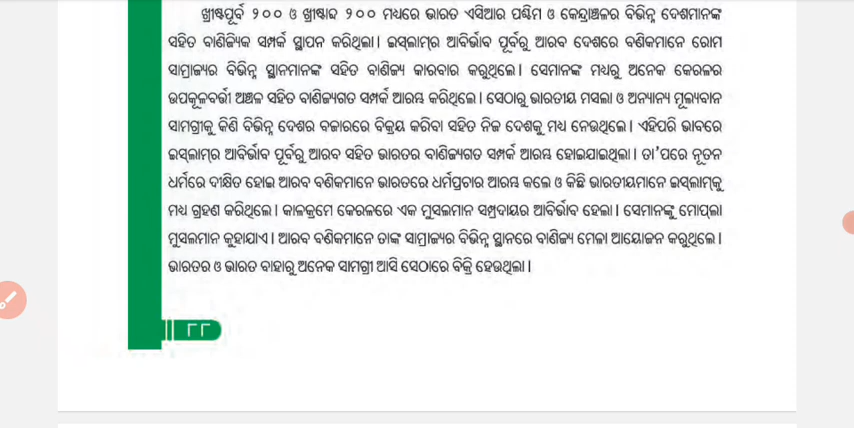 ଖ୍ରୀଷ୍ଟପୂର୍ବ ୨୦୦ ଓ ଖ୍ରୀଷ୍ଟାବ୍ଦ ୨୦୦ ମଧ୍ୟରେ ଭାରତ ଏସିଆର ପଶ୍ଚିମ ଓ କେନ୍ଦ୍ରାଞ୍ଚଳର ବିଭିନ୍ନ ଦେଶମାନଙ୍କ
ସହିତ ବାଣିଜ୍ୟିକ ସମ୍ପର୍କ ସ୍ଥାପନ କରିଥିଲା। ଇସ୍‌ଲାମ୍‌ର ଆବିର୍ଭାବ ପୂର୍ବରୁ ଆରବ ଦେଶରେ ବଣିକମାନେ ରୋମ
ସାମ୍ରାଜ୍ୟର ବିଭିନ୍ନ ସ୍ଥାନମାନଙ୍କ ସହିତ ବାଣିଜ୍ୟ କାରବାର କରୁଥିଲେ। ସେମାନଙ୍କ ମଧ୍ୟରୁ ଅନେକ କେରଳର
ଉପକୂଳବର୍ତ୍ତୀ ଅଞ୍ଚଳ ସହିତ ବାଣିଜ୍ୟଗତ ସମ୍ପର୍କ ଆରମ୍ଭ କରିଥିଲେ। ସେଠାରୁ ଭାରତୀୟ ମସଲା ଓ ଅନ୍ୟାନ୍ୟ ମୂଲ୍ୟବାନ
ସାମଗ୍ରୀକୁ କିଣି ବିଭିନ୍ନ ଦେଶର ବଜାରରେ ବିକ୍ରୟ କରିବା ସହିତ ନିଜ ଦେଶକୁ ମଧ୍ୟ ନେଉଥିଲେ। ଏହିପରି ଭାବରେ
ଇସ୍‌ଲାମ୍‌ର ଆବିର୍ଭାବ ପୂର୍ବରୁ ଆରବ ସହିତ ଭାରତର ବାଣିଜ୍ୟଗତ ସମ୍ପର୍କ ଆରମ୍ଭ ହୋଇଯାଇଥିଲା। ତା'ପରେ ନୂତନ
ଧର୍ମରେ ଦୀକ୍ଷିତ ହୋଇ ଆରବ ବଣିକମାନେ ଭାରତରେ ଧର୍ମପ୍ରଚାର ଆରମ୍ଭ କଲେ ଓ କିଛି ଭାରତୀୟମାନେ ଇସ୍‌ଲାମ୍‌କୁ
ମଧ୍ୟ ଗ୍ରହଣ କରିଥିଲେ। କାଳକ୍ରମେ କେରଳରେ ଏକ ମୁସଲମାନ ସମ୍ପ୍ରଦାୟର ଆବିର୍ଭାବ ହେଲା। ସେମାନଙ୍କୁ ମୋପ୍‌ଲା
ମୁସଲମାନ କୁହାଯାଏ। ଆରବ ବଣିକମାନେ ତାଙ୍କ ସାମ୍ରାଜ୍ୟର ବିଭିନ୍ନ ସ୍ଥାନରେ ବାଣିଜ୍ୟ ମେଳା ଆୟୋଜନ କରୁଥିଲେ।
ଭାରତର ଓ ଭାରତ ବାହାରୁ ଅନେକ ସାମଗ୍ରୀ ଆସି ସେଠାରେ ବିକ୍ରି ହେଉଥିଲା।
୮୮